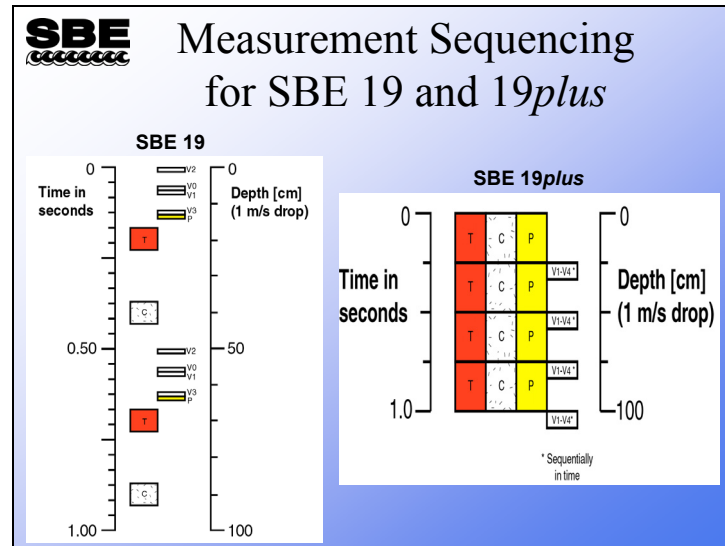 SBE
Measurement Sequencing
for SBE 19 and 19plus
SBE 19
0
0
Time in
seconds
Depth [cm]
(1 m/s drop)
V2
V0
V1
V3
P
T
C
0.50
50
V2
V0
V1
V3
P
T
C
1.00
100
SBE 19plus
0
0
Time in
seconds
Depth [cm]
(1 m/s drop)
T C P
V1-V4 *
T C P
V1-V4 *
T C P
V1-V4 *
T C P
1.0
100
V1-V4*
* Sequentially
in time